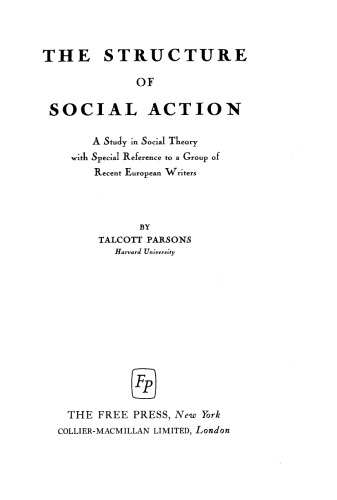 THE STRUCTURE
OF
SOCIAL ACTION
A Study in Social Theory
with Special Reference to a Group of
Recent European Writers
BY
TALCOTT PARSONS
Harvard University
FP
THE FREE PRESS, New York
COLLIER-MACMILLAN LIMITED, London